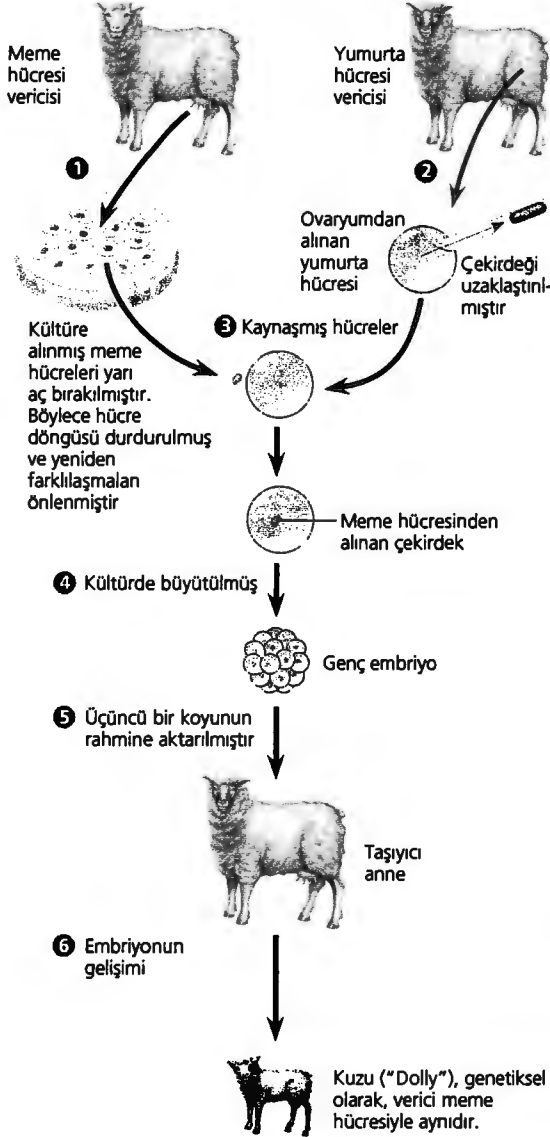 Meme
hücresi
vericisi
Yumurta
hücresi
vericisi
1
2
Ovaryumdan
alınan
yumurta
hücresi
Çekirdeği
uzaklaştırıl-
mıştır
Kültüre
alınmış meme
hücreleri yarı
aç bırakılmıştır.
Böylece hücre
döngüsü durdurulmuş
ve yeniden
farklılaşmaları
önlenmiştir
3 Kaynaşmış hücreler
Meme hücresinden
alınan çekirdek
4 Kültürde büyütülmüş
Genç embriyo
5 Üçüncü bir koyunun
rahmine aktarılmıştır
Taşıyıcı
anne
6 Embriyonun
gelişimi
Kuzu ("Dolly"), genetiksel
olarak, verici meme
hücresiyle aynıdır.